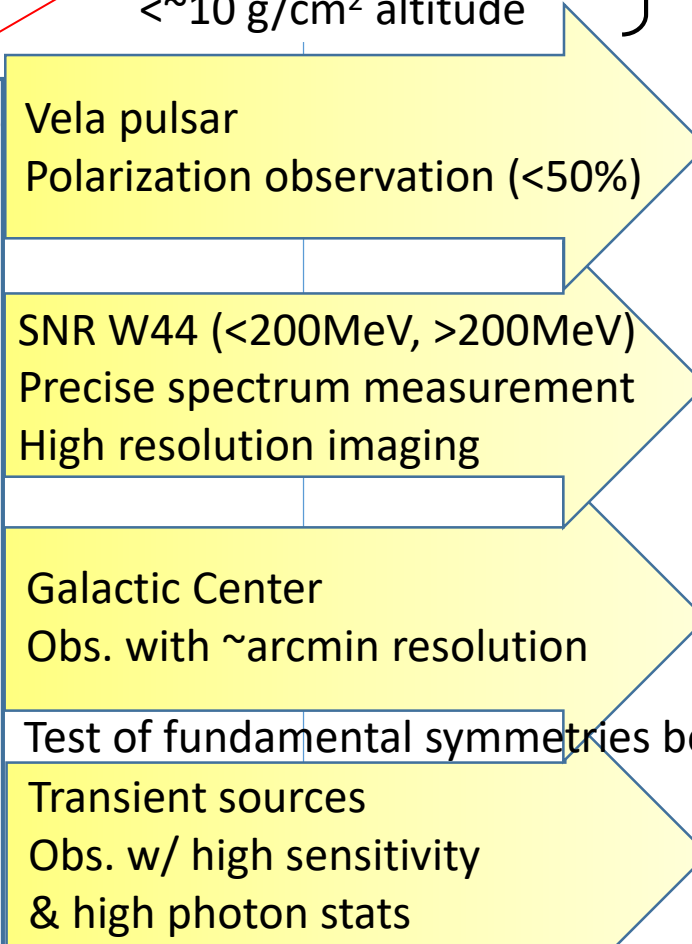 <~10 g/cm² altitude
Vela pulsar
Polarization observation (<50%)
SNR W44 (<200MeV, >200MeV)
Precise spectrum measurement
High resolution imaging
Galactic Center
Obs. with ~arcmin resolution
Test of fundamental symmetries
Transient sources
Obs. w/ high sensitivity
& high photon stats